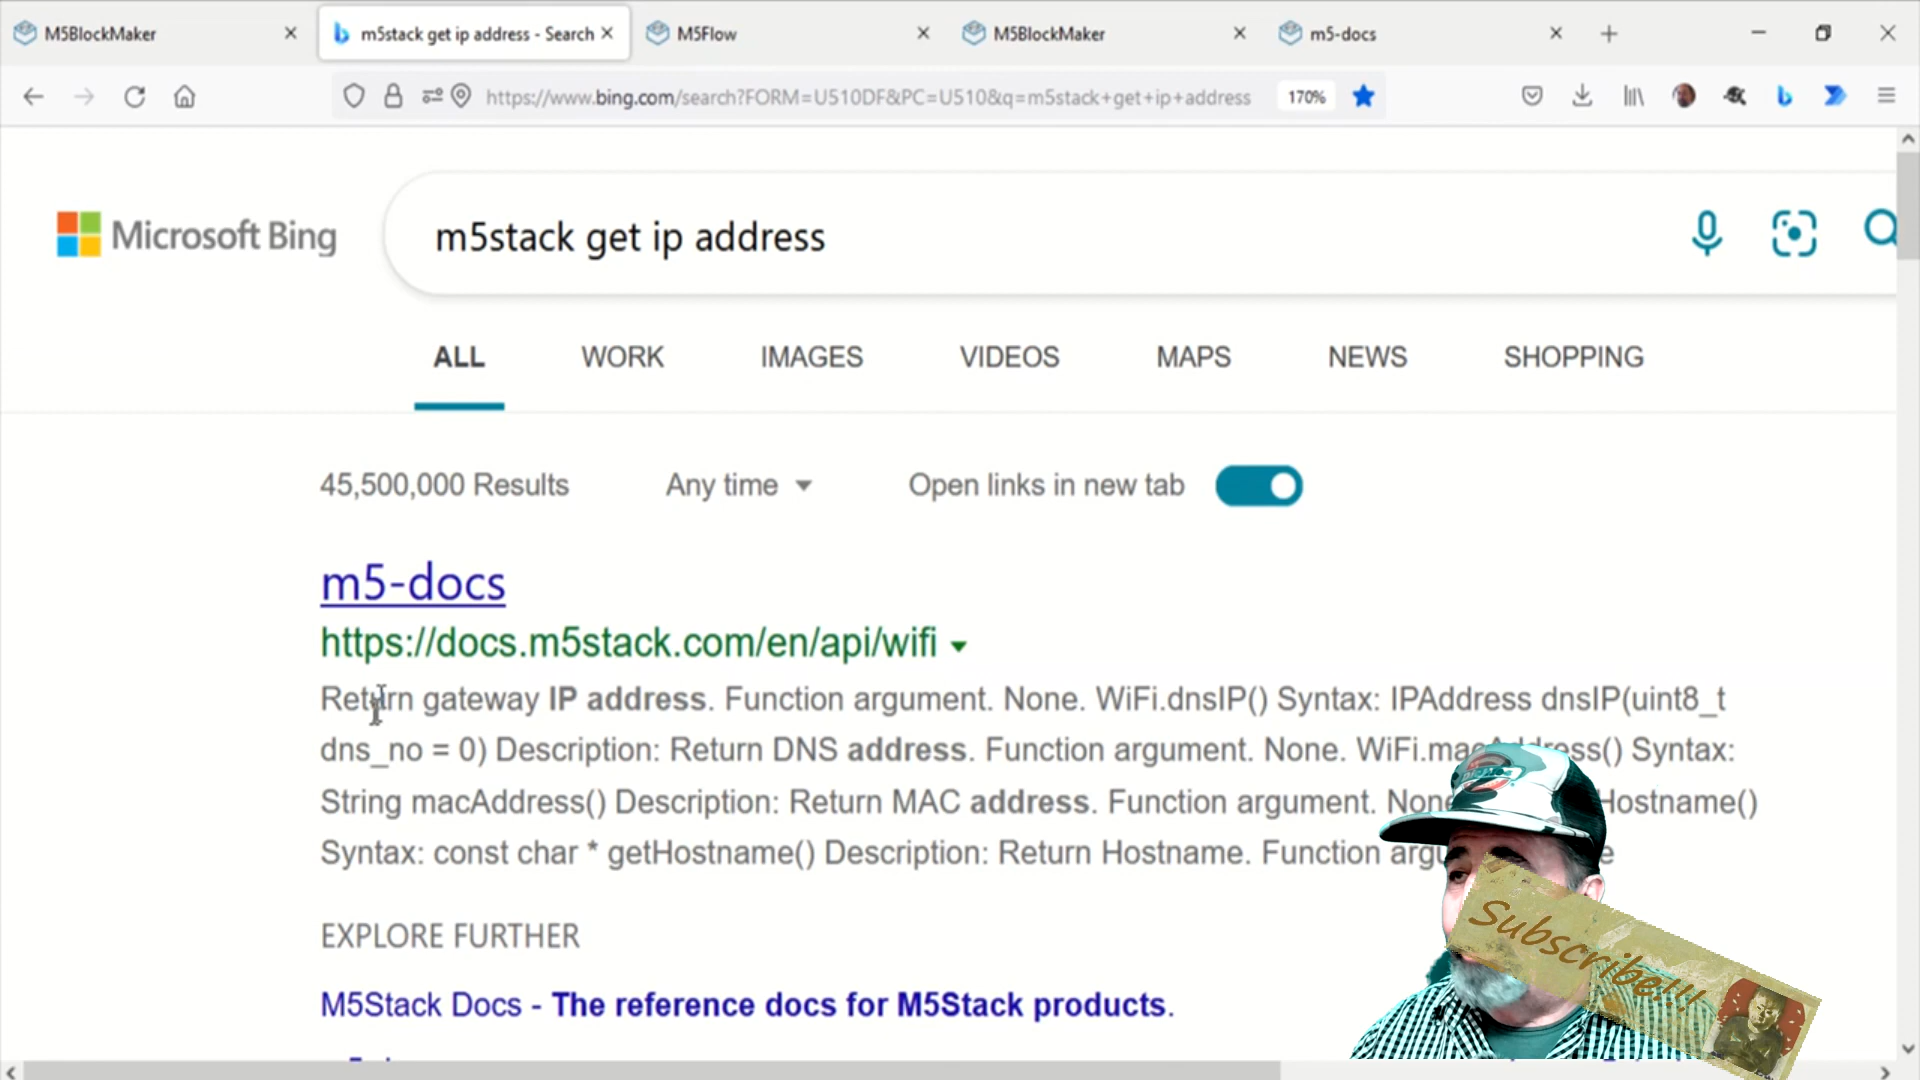 M5BlockMaker
m5stack get ip address - Search
M5Flow
M5BlockMaker
m5-docs
https://www.bing.com/search?FORM=U510DF&PC=U510&q=m5stack+get+ip+address
170%
Microsoft Bing
m5stack get ip address
ALL WORK IMAGES VIDEOS MAPS NEWS SHOPPING
45,500,000 Results Any time Open links in new tab
m5-docs
https://docs.m5stack.com/en/api/wifi
Return gateway IP address. Function argument. None. WiFi.dnsIP() Syntax: IPAddress dnsIP(uint8_t
dns_no = 0) Description: Return DNS address. Function argument. None. WiFi.macAddress() Syntax:
String macAddress() Description: Return MAC address. Function argument. None Hostname()
Syntax: const char * getHostname() Description: Return Hostname. Function
EXPLORE FURTHER
M5Stack Docs - The reference docs for M5Stack products.
Subscribe!!!